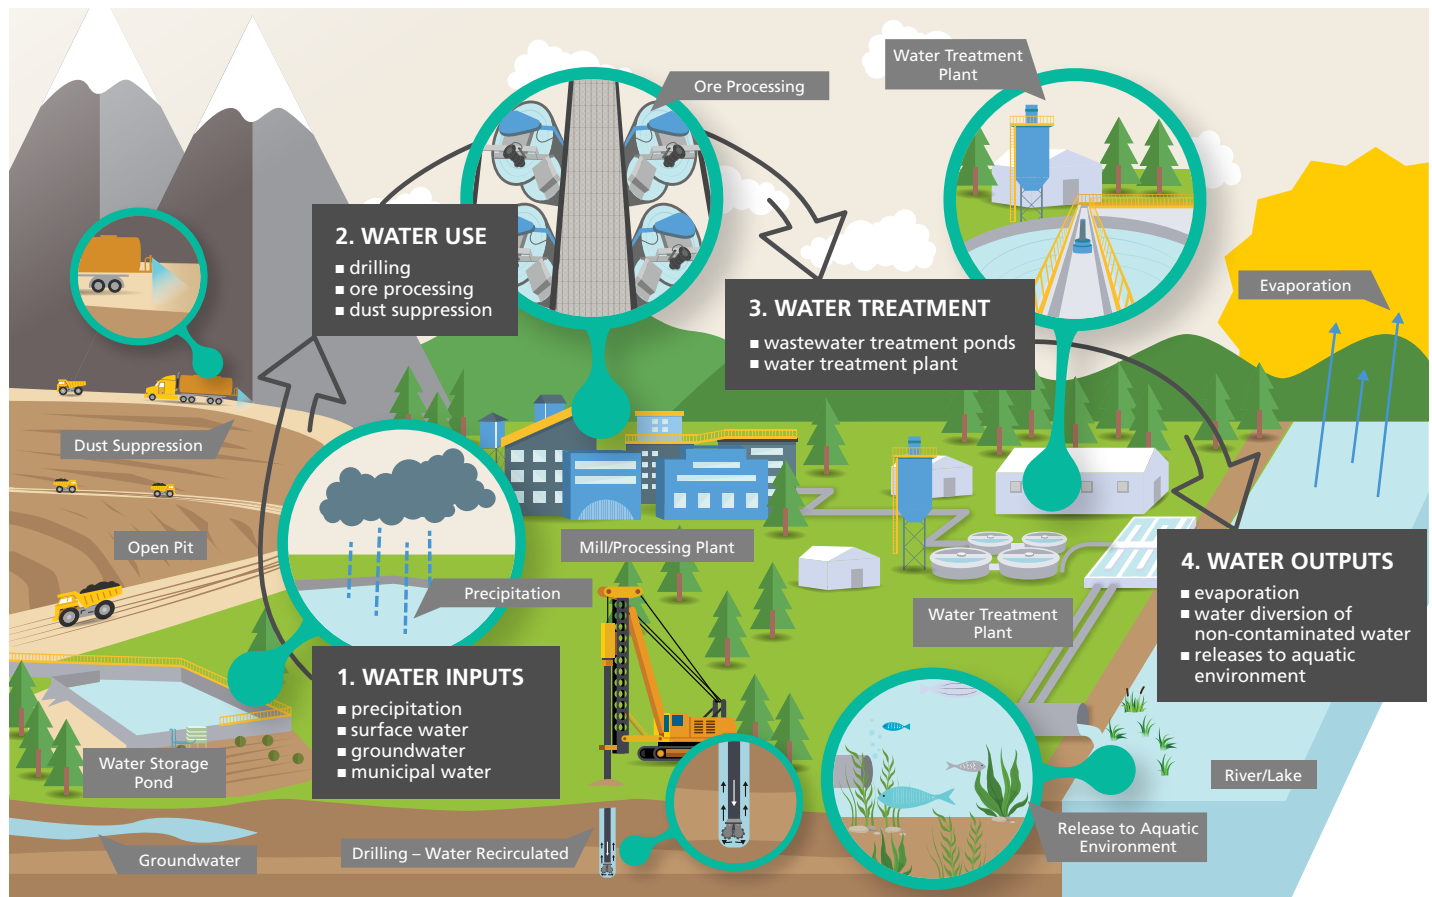 Water Treatment
Plant
Ore Processing
2. WATER USE
▪ drilling
▪ ore processing
▪ dust suppression
Evaporation
3. WATER TREATMENT
▪ wastewater treatment ponds
▪ water treatment plant
Dust Suppression
Open Pit
Mill/Processing Plant
Precipitation
4. WATER OUTPUTS
▪ evaporation
▪ water diversion of
non-contaminated water
▪ releases to aquatic
environment
Water Treatment
Plant
1. WATER INPUTS
▪ precipitation
▪ surface water
▪ groundwater
▪ municipal water
Water Storage
Pond
River/Lake
Release to Aquatic
Environment
Groundwater
Drilling – Water Recirculated